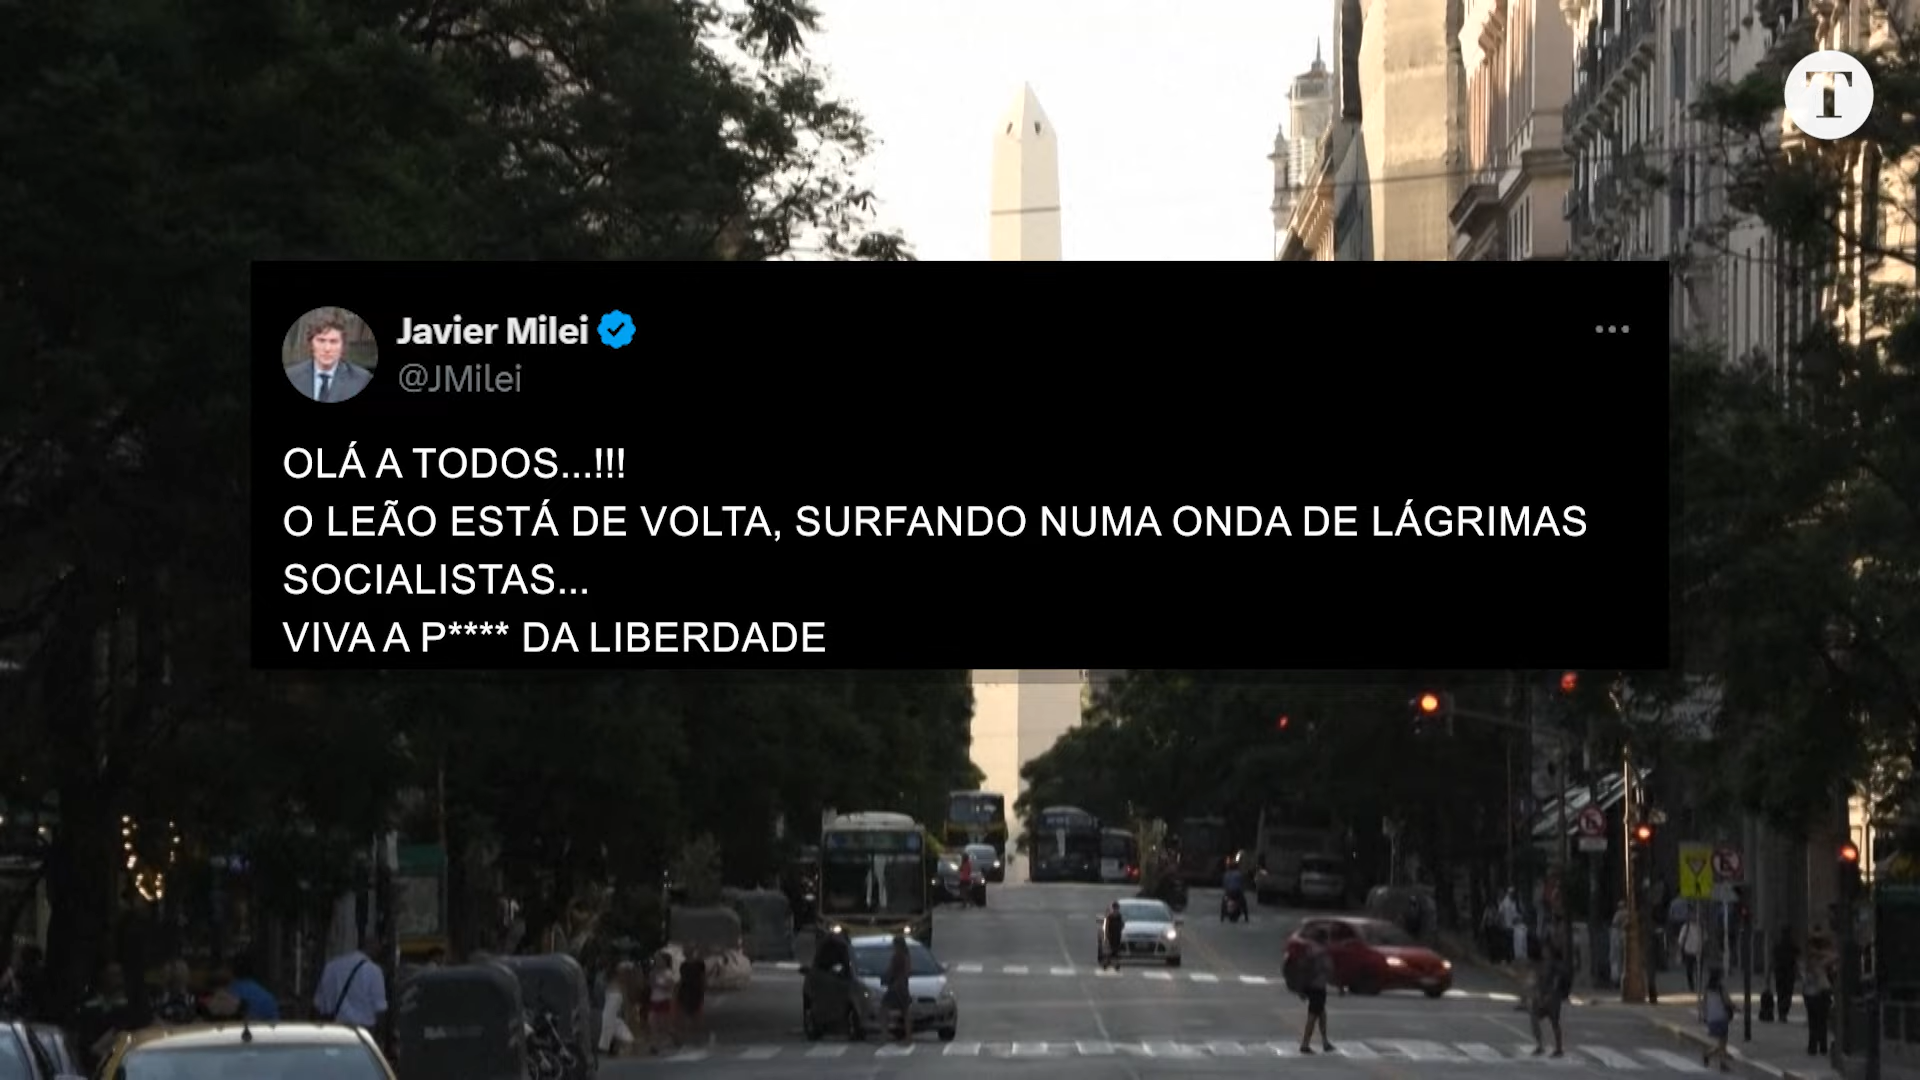 T
Javier Milei
@JMilei
OLÁ A TODOS...!!!
O LEÃO ESTÁ DE VOLTA, SURFANDO NUMA ONDA DE LÁGRIMAS
SOCIALISTAS...
VIVA A P**** DA LIBERDADE